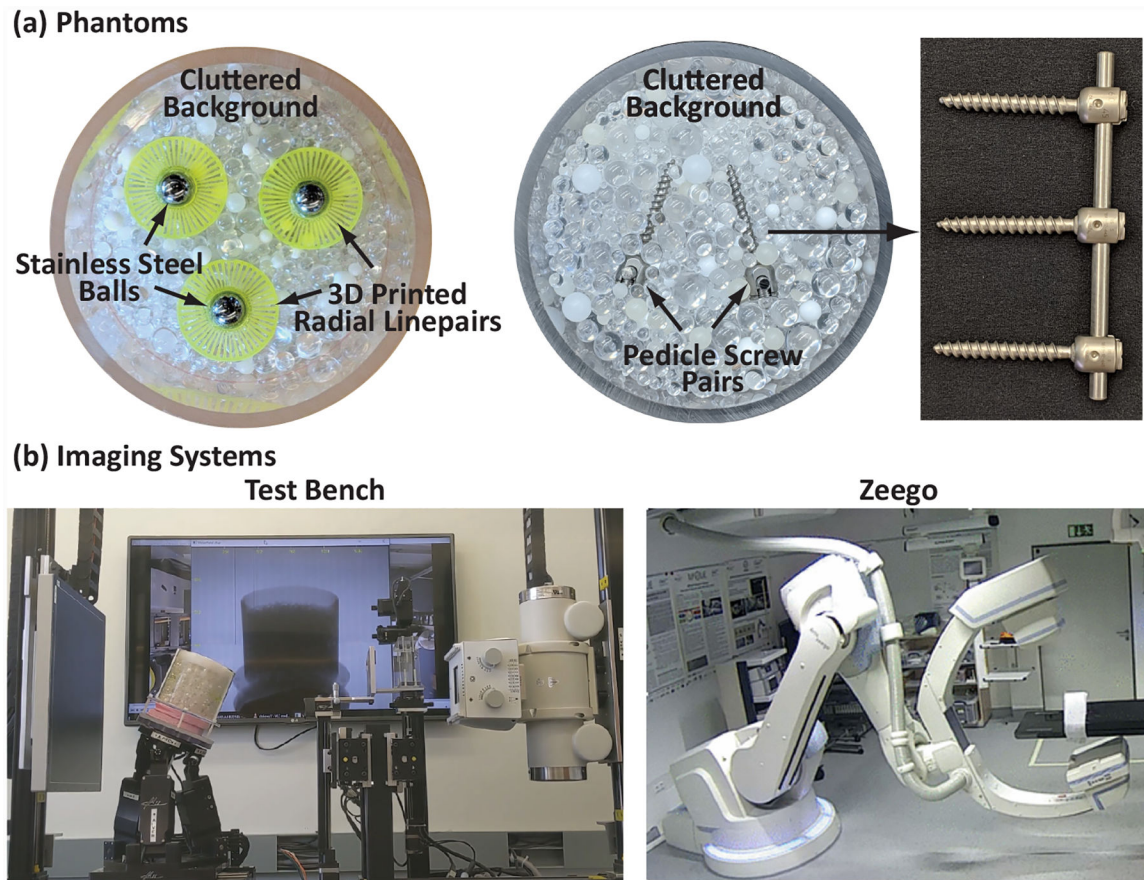 (a) Phantoms
Cluttered
Background
Cluttered
Background
Stainless Steel
Balls
3D Printed
Radial Linepairs
Pedicle Screw
Pairs
(b) Imaging Systems
Test Bench
Zeego